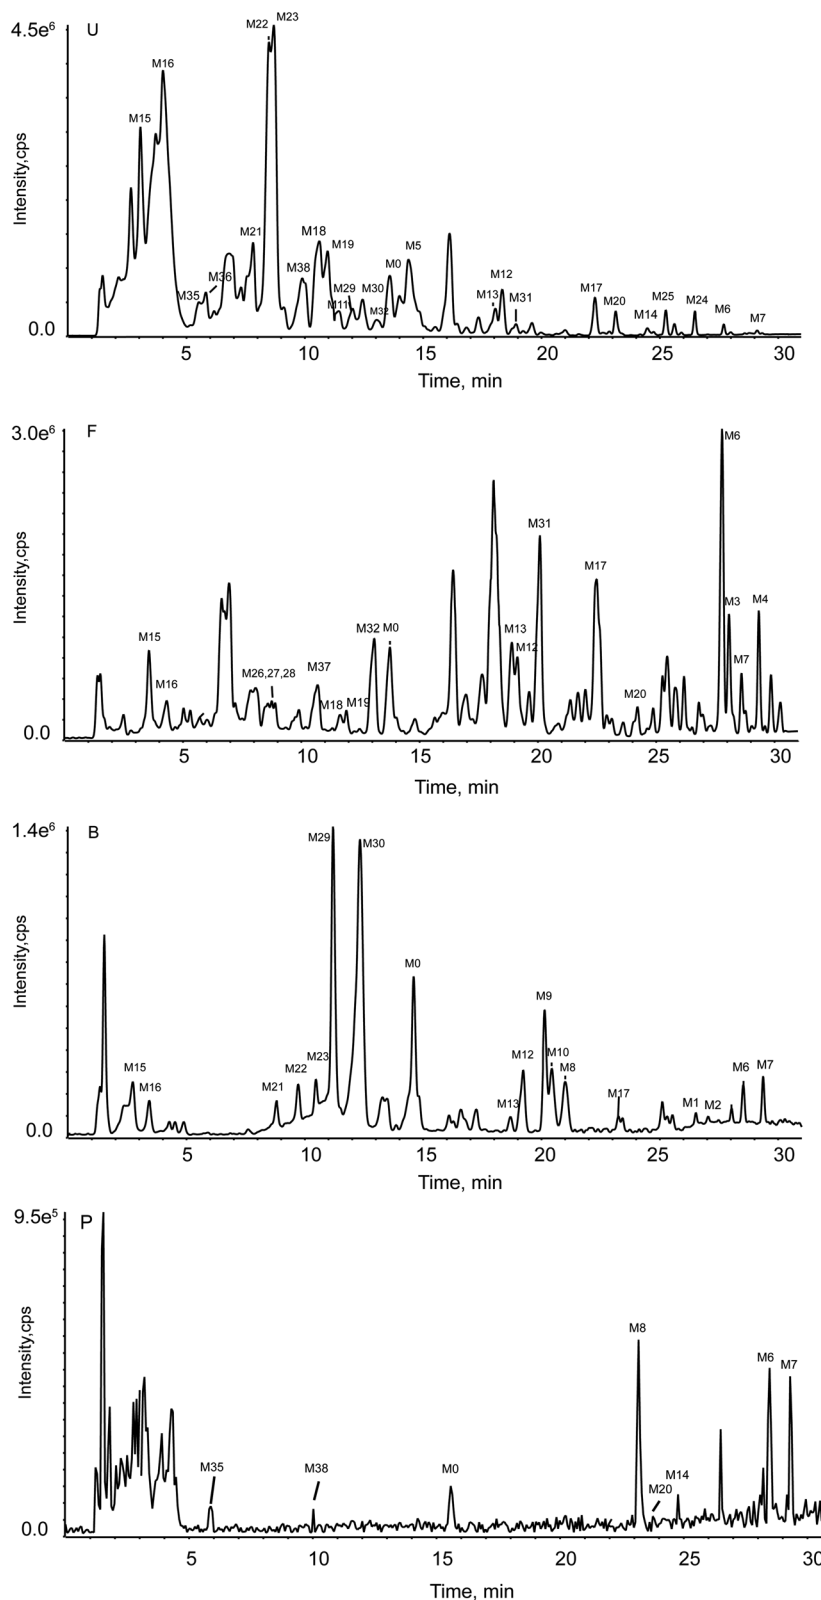 4.5e6
U
M22
M23
M16
M15
Intensity,cps
M21
M18
M19
M38
M36
M35
M29
M11
M30
M32
M0
M5
M12
M13
M31
M17
M20
M14
M25
M24
M6
M7
0.0
5
10
15
20
25
30
Time, min
3.0e6
F
M6
Intensity,cps
M31
M17
M15
M16
M26,27,28
M37
M18
M19
M32
M0
M13
M12
M20
M3
M4
M7
0.0
5
10
15
20
25
30
Time, min
1.4e6
B
M29
M30
Intensity,cps
M0
M9
M15
M16
M21
M22
M23
M13
M12
M10
M8
M17
M1
M2
M6
M7
0.0
5
10
15
20
25
30
Time, min
9.5e5
P
Intensity,cps
M8
M6
M7
M35
M38
M0
M20
M14
0.0
5
10
15
20
25
30
Time, min